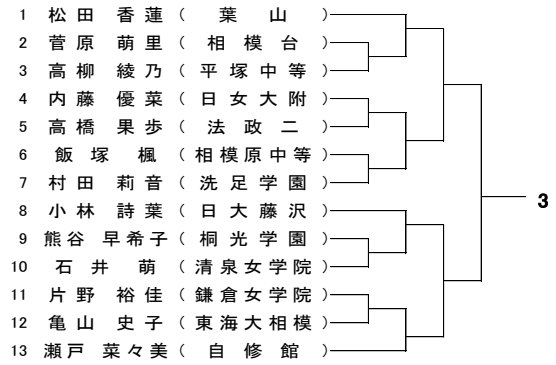 1 松田 香蓮 ( 葉山 )
2 菅原 萌里 ( 相模台 )
3 高柳 綾乃 ( 平塚中等 )
4 内藤 優菜 ( 日女大附 )
5 高橋 果歩 ( 法政二 )
6 飯塚 楓 ( 相模原中等 )
7 村田 莉音 ( 洗足学園 )
8 小林 詩葉 ( 日大藤沢 )
9 熊谷 早希子 ( 桐光学園 )
10 石井 萌 ( 清泉女学院 )
11 片野 裕佳 ( 鎌倉女学院 )
12 亀山 史子 ( 東海大相模 )
13 瀬戸 菜々美 ( 自修館 )
3